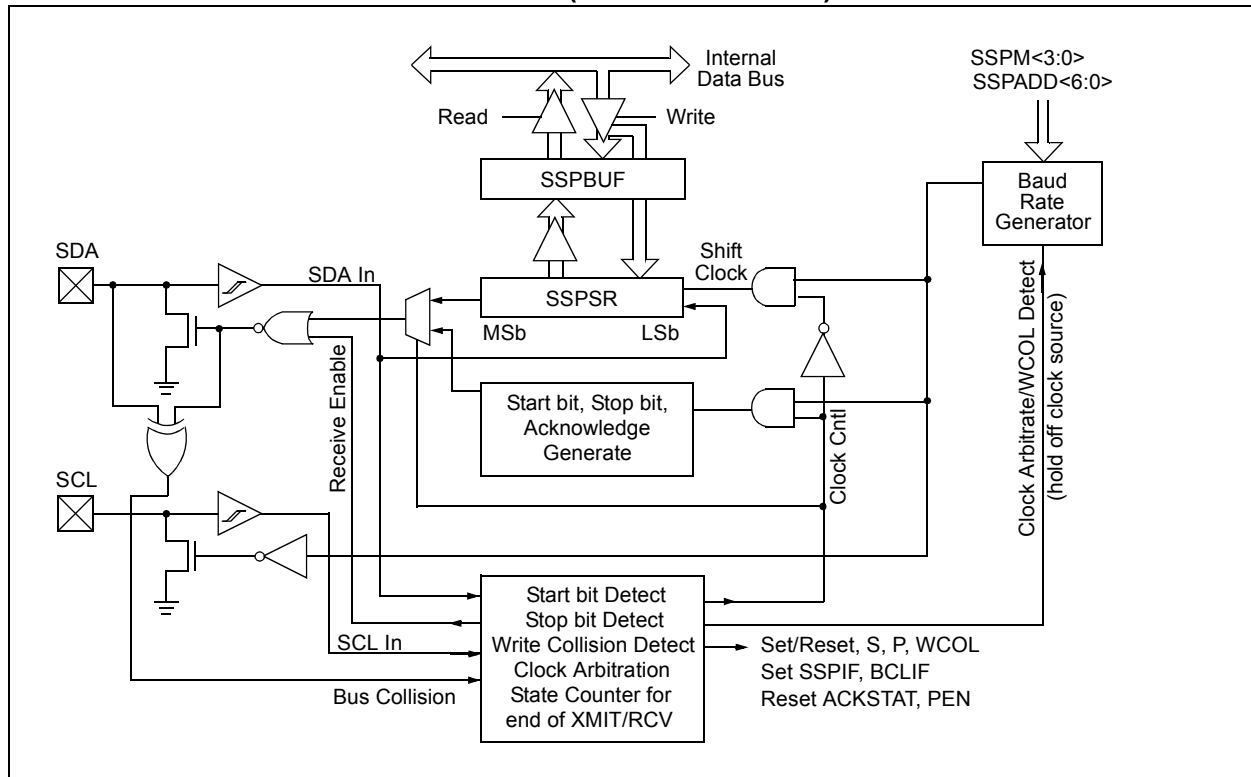 Internal
Data Bus
SSPM<3:0>
SSPADD<6:0>
Read
Write
SSPBUF
Baud
Rate
Generator
SDA
SDA In
Shift
Clock
SSPSR
MSb
LSb
Start bit, Stop bit,
Acknowledge
Generate
Receive Enable
Clock Cntl
Clock Arbitrate/WCOL Detect
(hold off clock source)
SCL
SCL In
Bus Collision
Start bit Detect
Stop bit Detect
Write Collision Detect
Clock Arbitration
State Counter for
end of XMIT/RCV
Set/Reset, S, P, WCOL
Set SSPIF, BCLIF
Reset ACKSTAT, PEN